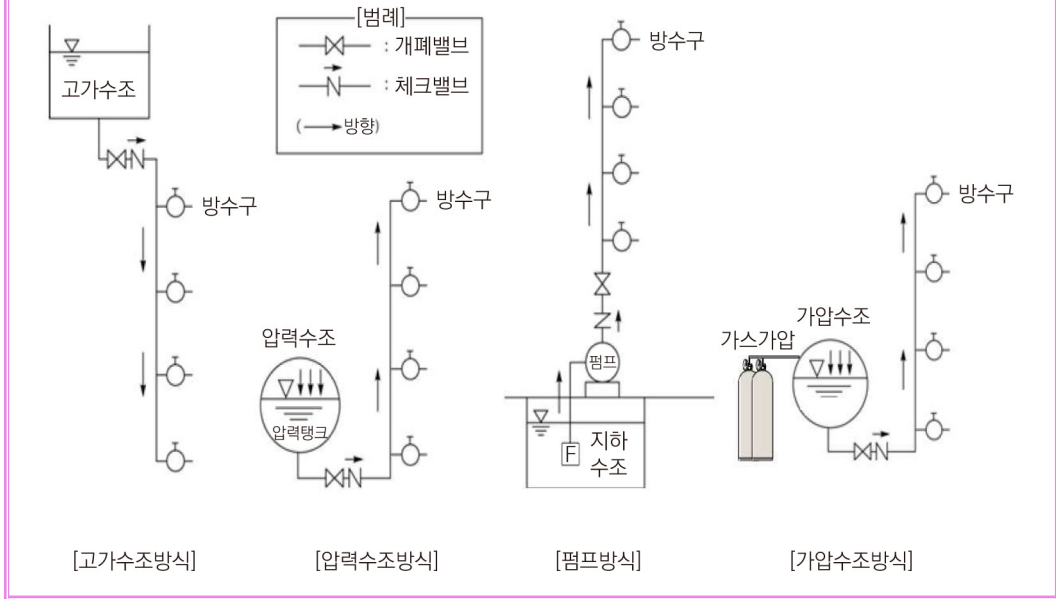 [범례]
: 개폐밸브
: 체크밸브
( 방향)
고가수조
방수구
[고가수조방식]
압력수조
압력탱크
방수구
[압력수조방식]
방수구
펌프
F
지하
수조
[펌프방식]
가스가압
가압수조
방수구
[가압수조방식]